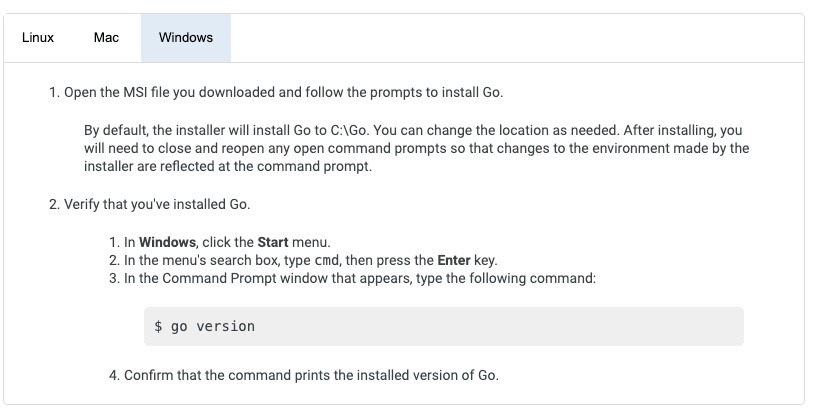 Linux Mac Windows
1. Open the MSI file you downloaded and follow the prompts to install Go.
By default, the installer will install Go to C:\Go. You can change the location as needed. After installing, you
will need to close and reopen any open command prompts so that changes to the environment made by the
installer are reflected at the command prompt.
2. Verify that you've installed Go.
1. In Windows, click the Start menu.
2. In the menu's search box, type cmd, then press the Enter key.
3. In the Command Prompt window that appears, type the following command:
$ go version
4. Confirm that the command prints the installed version of Go.